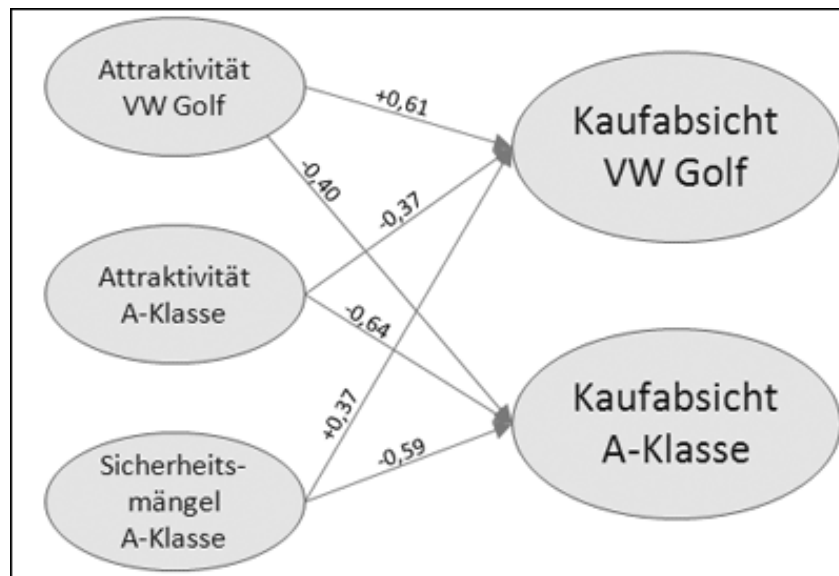 Attraktivität
VW Golf
Attraktivität
A-Klasse
Sicherheits-
mängel
A-Klasse
+0,61
-0,40
-0,37
-0,64
+0,37
-0,59
Kaufabsicht
VW Golf
Kaufabsicht
A-Klasse